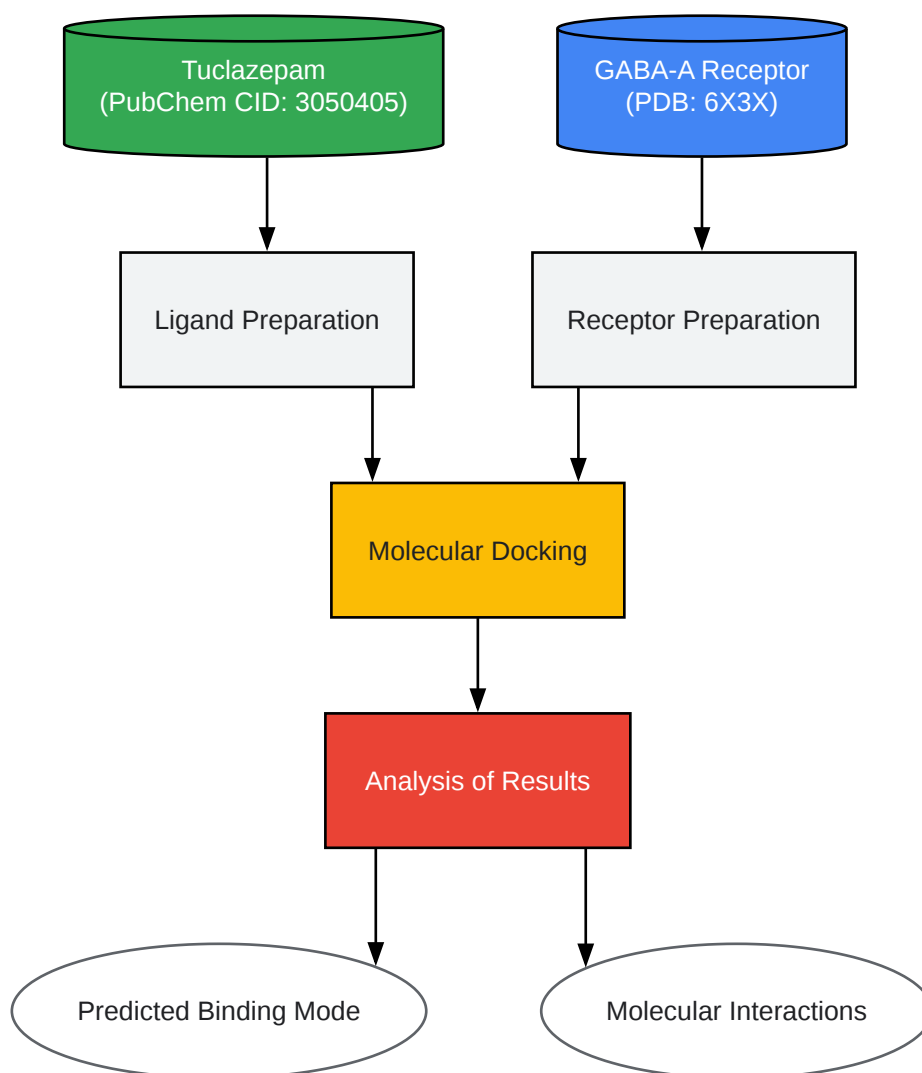 Tuclazepam
(PubChem CID: 3050405)
GABA-A Receptor
(PDB: 6X3X)
Ligand Preparation
Receptor Preparation
Molecular Docking
Analysis of Results
Predicted Binding Mode
Molecular Interactions